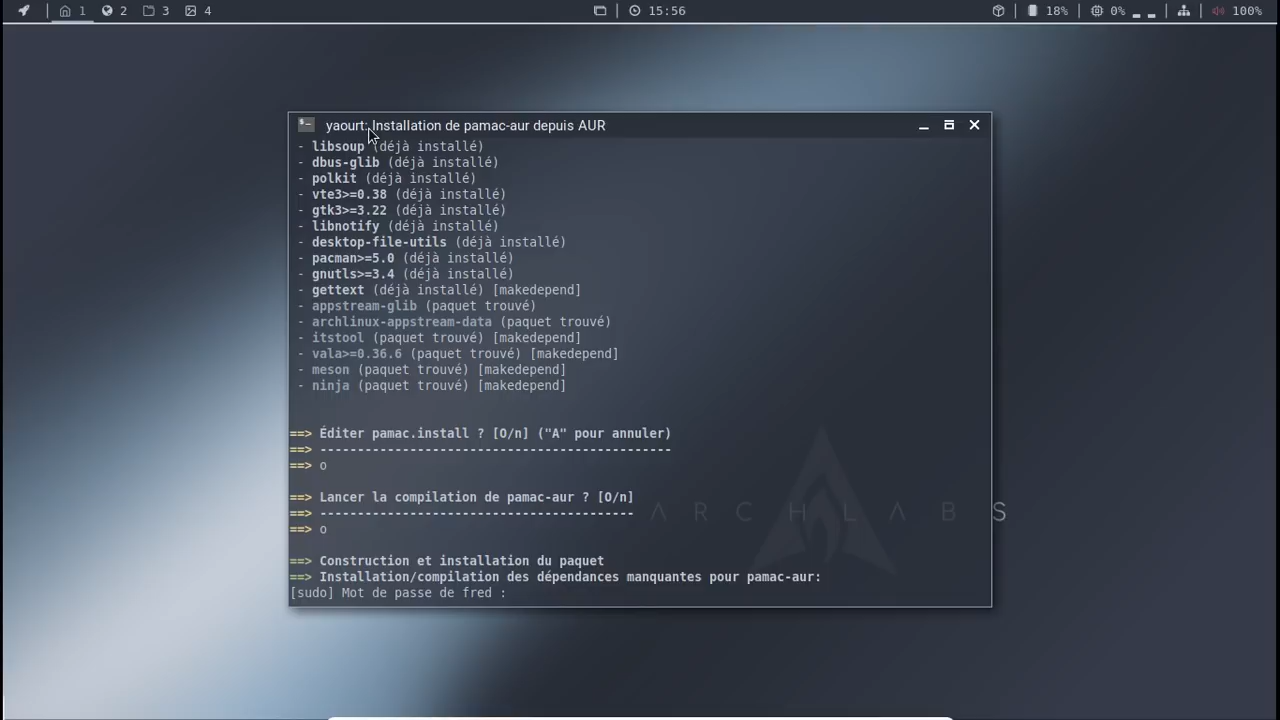 1 2 3 4 15:56 18% 0% 100%
yaourt: Installation de pamac-aur depuis AUR
- libsoup (déjà installé)
- dbus-glib (déjà installé)
- polkit (déjà installé)
- vte3>=0.38 (déjà installé)
- gtk3>=3.22 (déjà installé)
- libnotify (déjà installé)
- desktop-file-utils (déjà installé)
- pacman>=5.0 (déjà installé)
- gnutls>=3.4 (déjà installé)
- gettext (déjà installé) [makedepend]
- appstream-glib (paquet trouvé)
- archlinux-appstream-data (paquet trouvé)
- itstool (paquet trouvé) [makedepend]
- vala>=0.36.6 (paquet trouvé) [makedepend]
- meson (paquet trouvé) [makedepend]
- ninja (paquet trouvé) [makedepend]
==> Éditer pamac.install ? [O/n] ("A" pour annuler)
==> -----------------------------------------------
==> o
==> Lancer la compilation de pamac-aur ? [O/n]
==> ------------------------------------------
==> o
ARCHLABS
==> Construction et installation du paquet
==> Installation/compilation des dépendances manquantes pour pamac-aur:
[sudo] Mot de passe de fred :